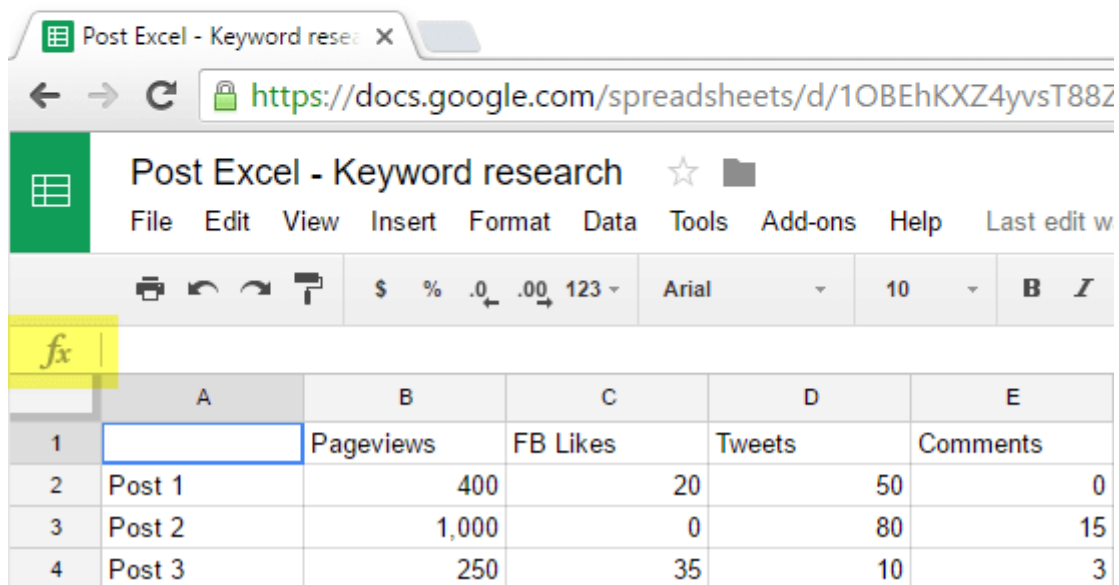 Post Excel - Keyword resea
https://docs.google.com/spreadsheets/d/1OBEhKXZ4yvsT88Z
Post Excel - Keyword research
File Edit View Insert Format Data Tools Add-ons Help Last edit w
$ % .0 .00 123 Arial 10 B I
fx
A B C D E
1 Pageviews FB Likes Tweets Comments
2 Post 1 400 20 50 0
3 Post 2 1,000 0 80 15
4 Post 3 250 35 10 3